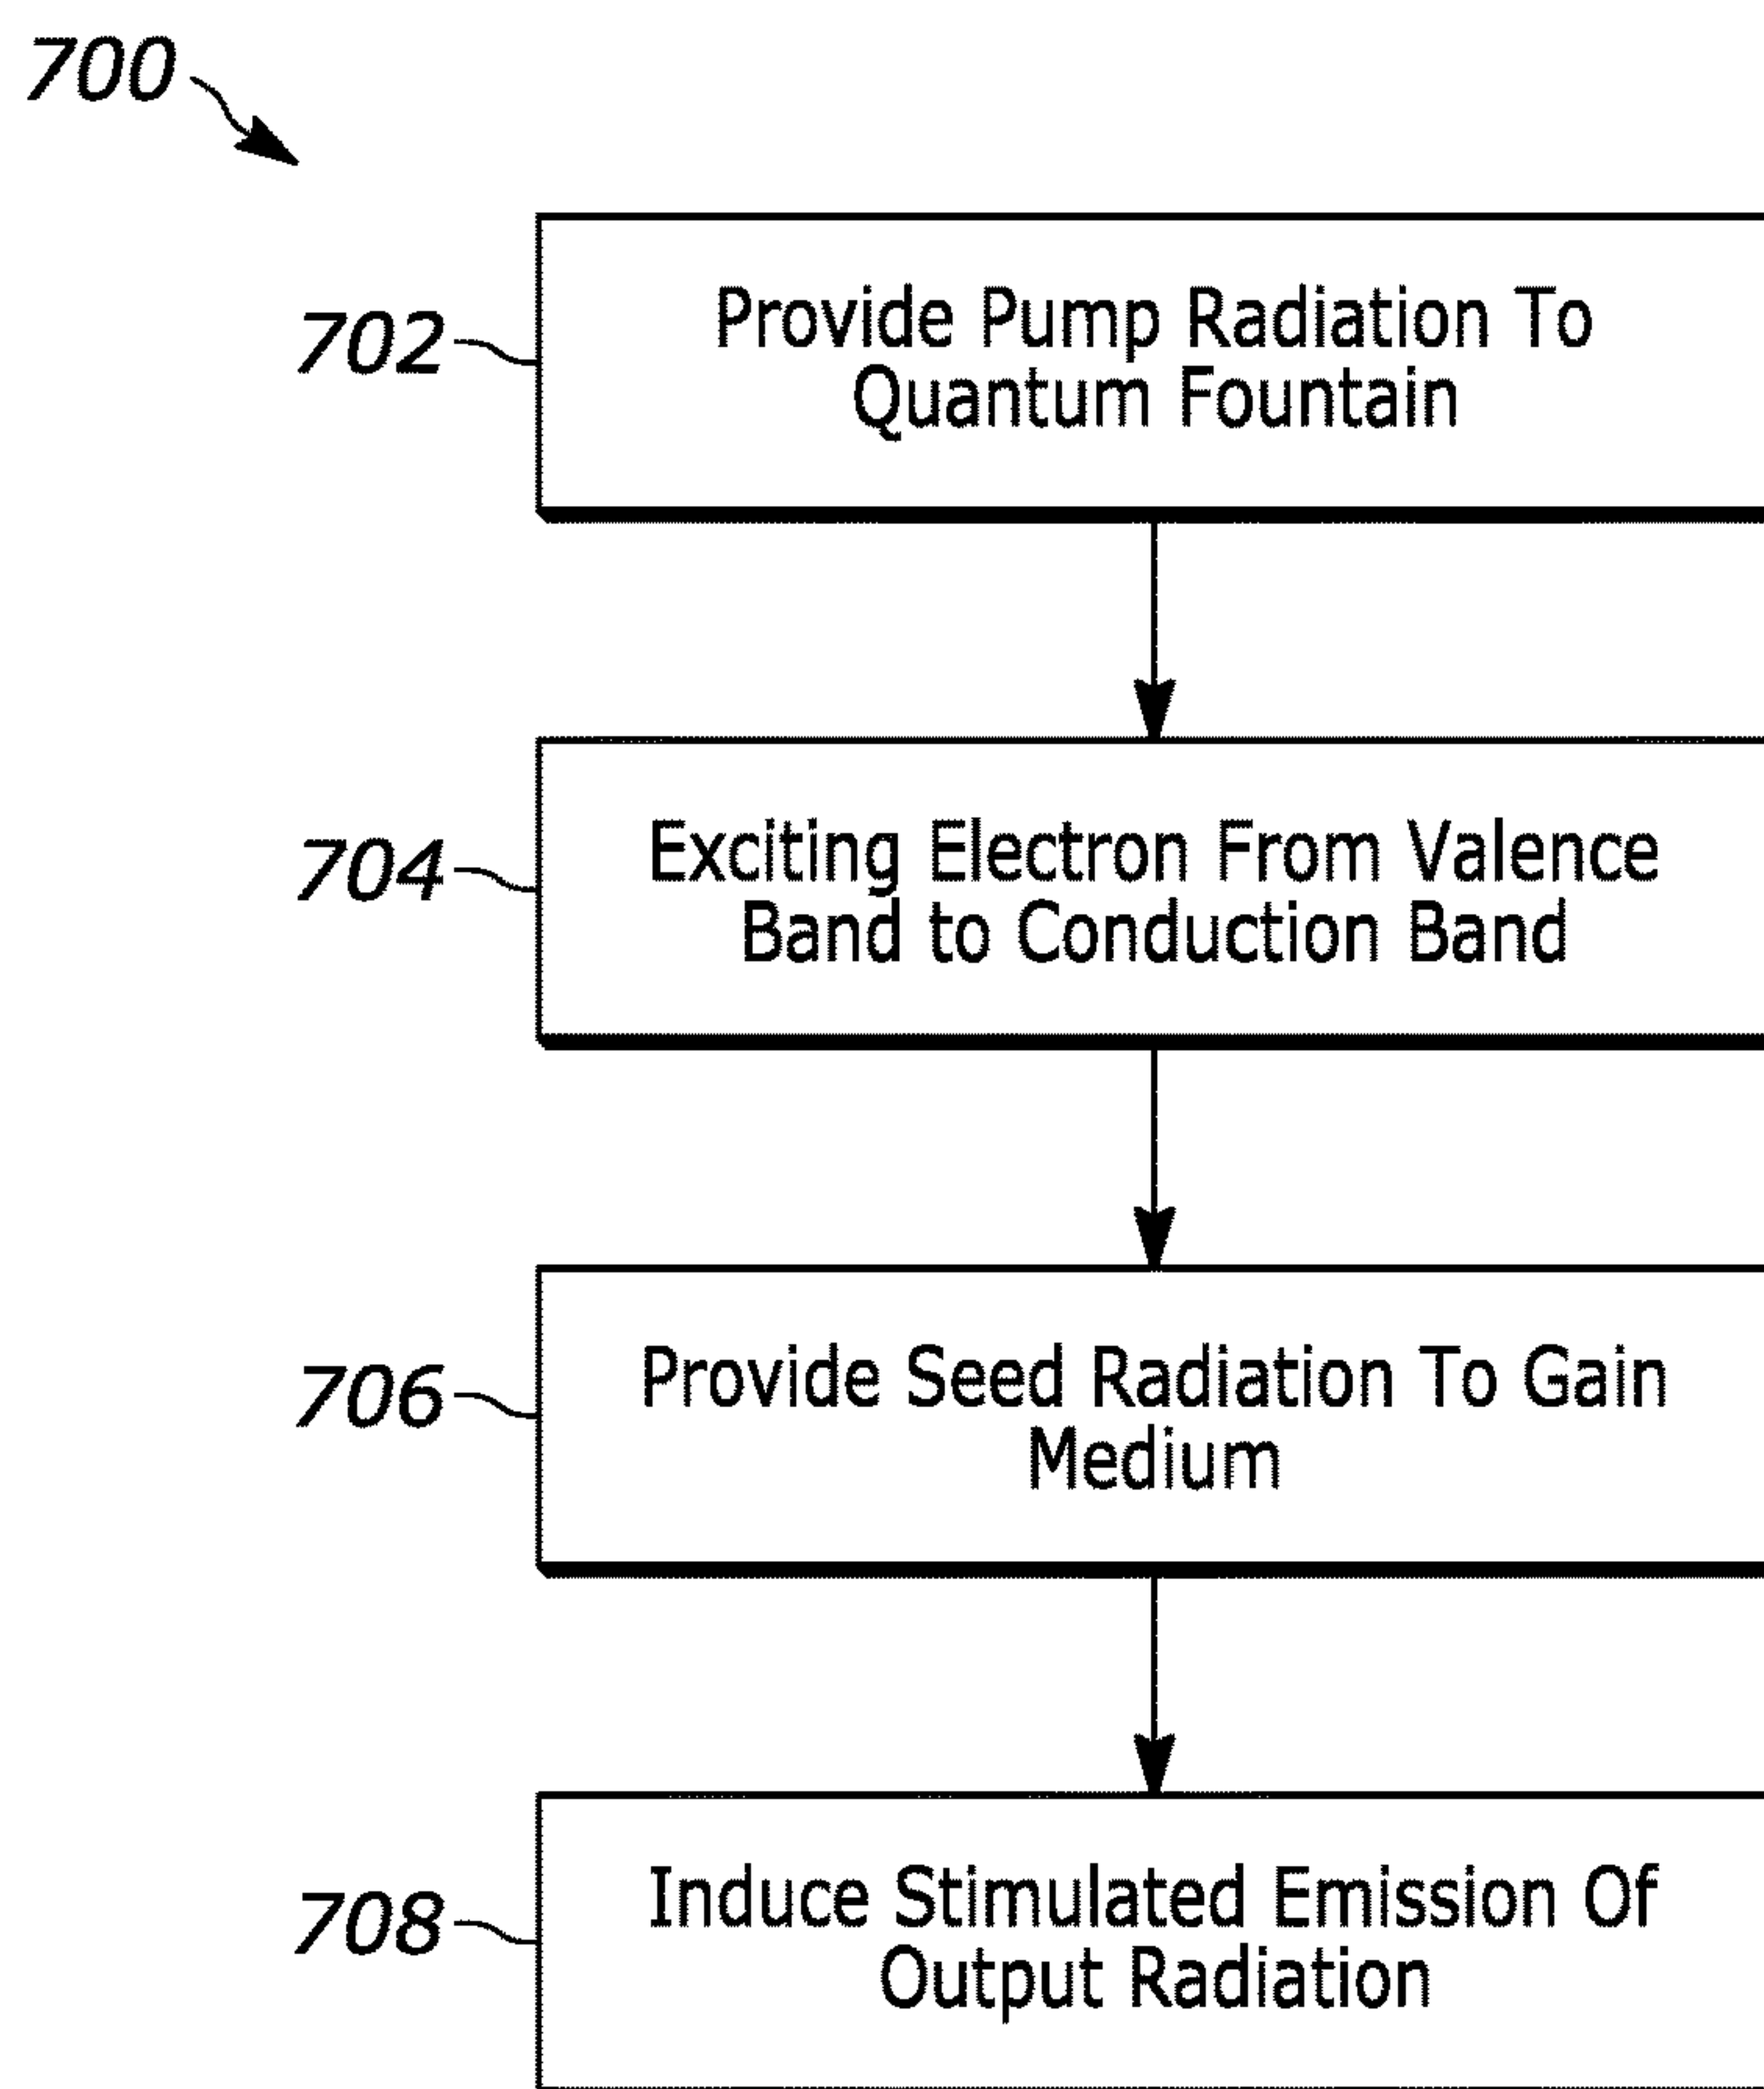 700
702
Provide Pump Radiation To
Quantum Fountain
704
Exciting Electron From Valence
Band to Conduction Band
706
Provide Seed Radiation To Gain
Medium
708
Induce Stimulated Emission Of
Output Radiation